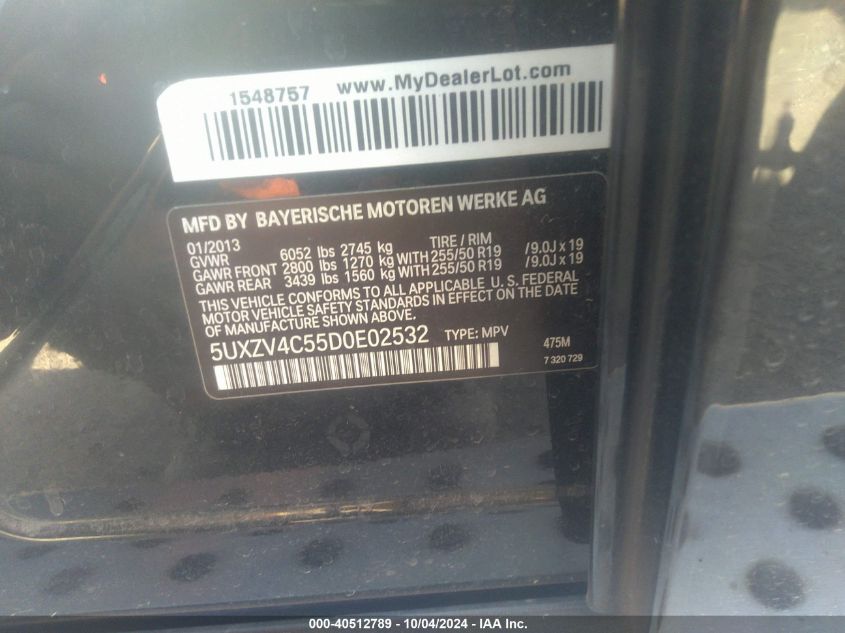 1548757 www.MyDealerLot.com
MFD BY BAYERISCHE MOTOREN WERKE AG
01/2013
GVWR 6052 lbs 2745 kg TIRE / RIM
GAWR FRONT 2800 lbs 1270 kg WITH 255/50 R19 /9.0J x 19
GAWR REAR 3439 lbs 1560 kg WITH 255/50 R19 /9.0J x 19
THIS VEHICLE CONFORMS TO ALL APPLICABLE U. S. FEDERAL
MOTOR VEHICLE SAFETY STANDARDS IN EFFECT ON THE DATE
OF MANUFACTURE SHOWN ABOVE.
5UXZV4C55D0E02532 TYPE: MPV 475M
7 320 729
000-40512789 - 10/04/2024 - IAA Inc.